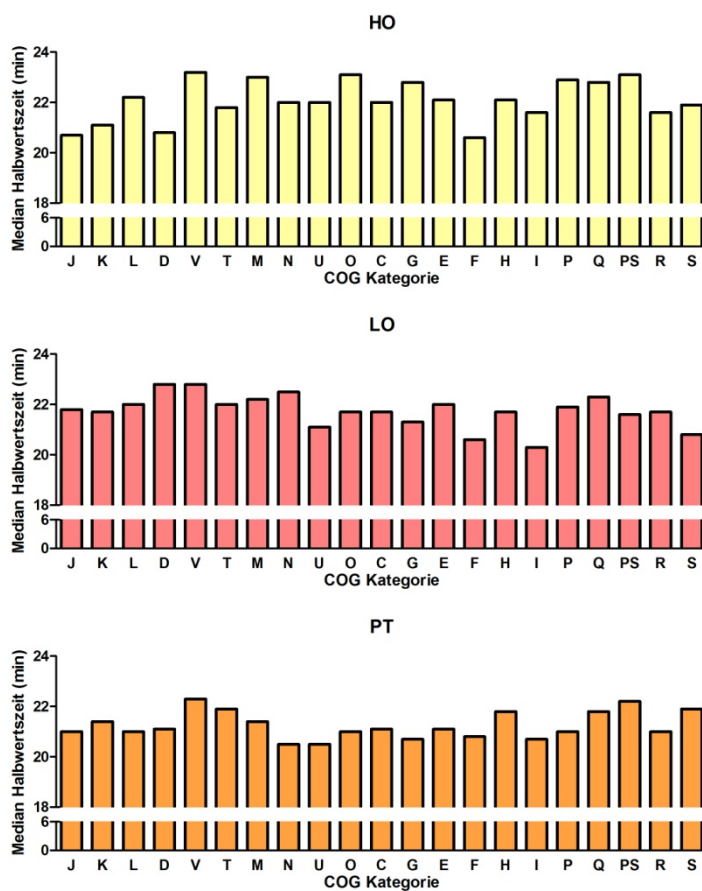 HO
Median Halbwertszeit (min)
24
22
20
18
6
0
J K L D V T M N U O C G E F H I P Q PS R S
COG Kategorie
LO
Median Halbwertszeit (min)
24
22
20
18
6
0
J K L D V T M N U O C G E F H I P Q PS R S
COG Kategorie
PT
Median Halbwertszeit (min)
24
22
20
18
6
0
J K L D V T M N U O C G E F H I P Q PS R S
COG Kategorie